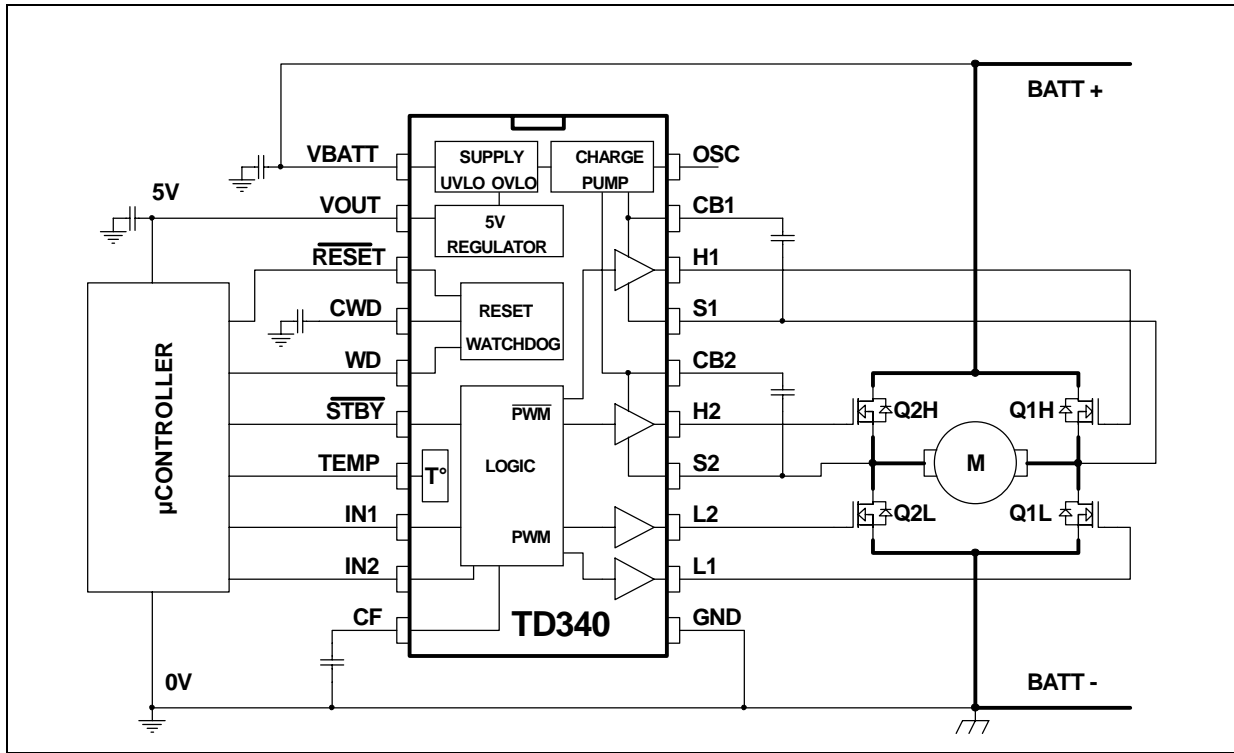 BATT +
VBATT
SUPPLY
UVLO OVLO
CHARGE
PUMP
OSC
5V
VOUT
5V
REGULATOR
CB1
RESET
H1
CWD
RESET
WATCHDOG
S1
WD
CB2
µCONTROLLER
STBY
PWM
H2
Q2H
Q1H
TEMP
T°
LOGIC
S2
M
IN1
PWM
L2
Q2L
Q1L
IN2
L1
CF
TD340
GND
0V
BATT -